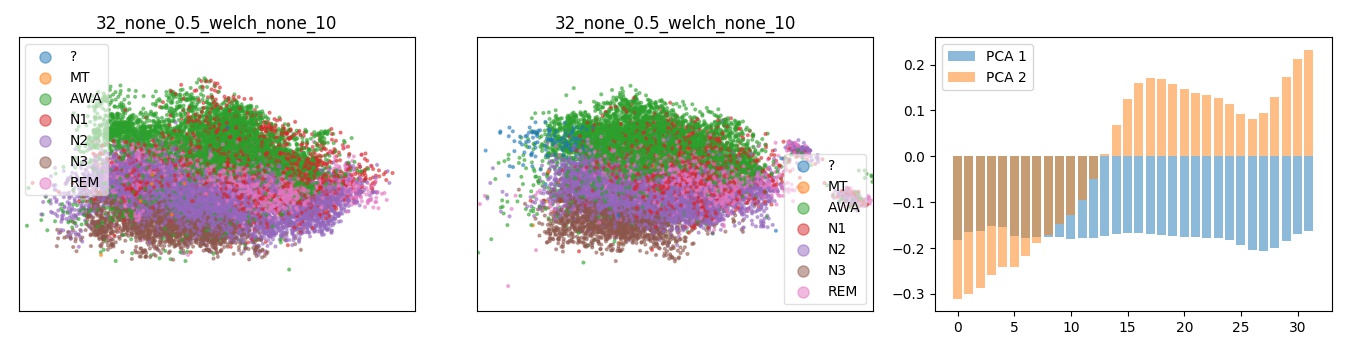 32_none_0.5_welch_none_10
?
MT
AWA
N1
N2
N3
REM
32_none_0.5_welch_none_10
?
MT
AWA
N1
N2
N3
REM
PCA 1
PCA 2
0.2
0.1
0.0
−0.1
−0.2
−0.3
0 5 10 15 20 25 30